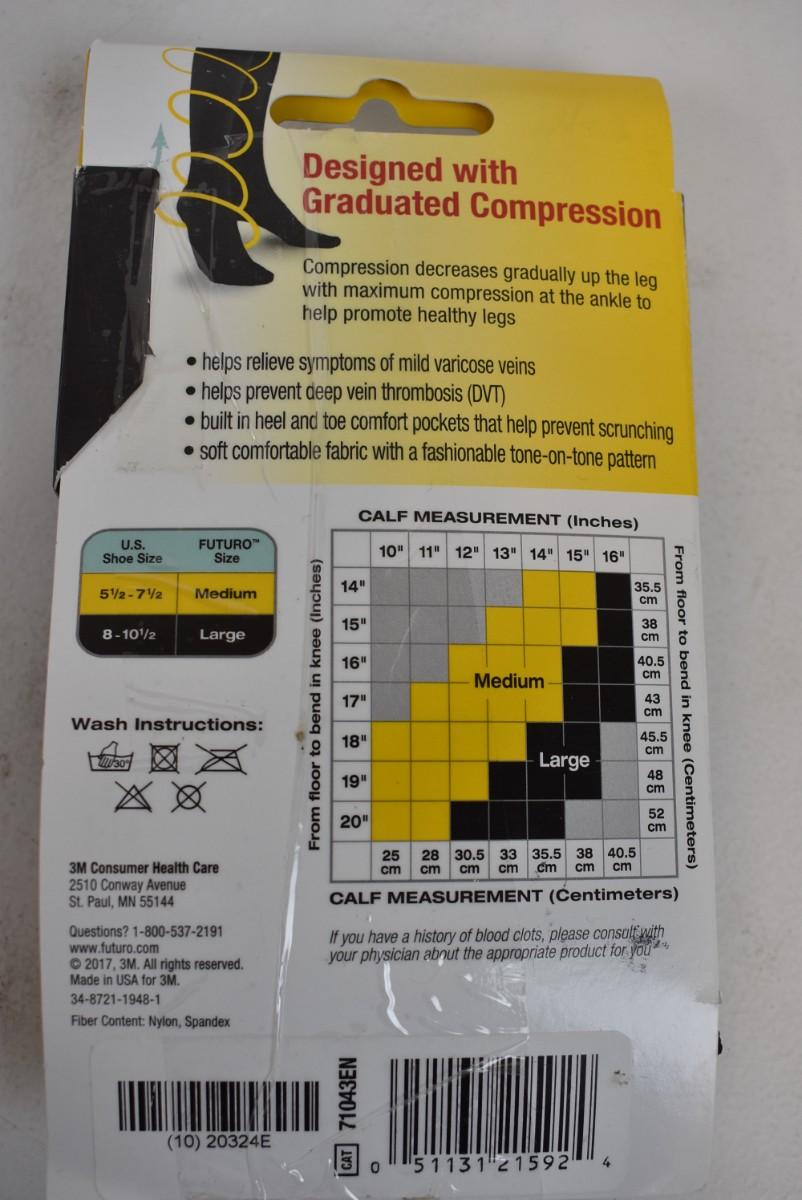 Designed with
Graduated Compression
Compression decreases gradually up the leg
with maximum compression at the ankle to
help promote healthy legs
• helps relieve symptoms of mild varicose veins
• helps prevent deep vein thrombosis (DVT)
• built in heel and toe comfort pockets that help prevent scrunching
• soft comfortable fabric with a fashionable tone-on-tone pattern
U.S. Shoe Size FUTURO™ Size
5½ - 7½ Medium
8 - 10½ Large
Wash Instructions:
30°
CALF MEASUREMENT (Inches)
10" 11" 12" 13" 14" 15" 16"
From floor to bend in knee (Inches)
14" 35.5 cm
15" 38 cm
16" 40.5 cm
Medium
17" 43 cm
18" 45.5 cm
Large
19" 48 cm
20" 52 cm
25 cm 28 cm 30.5 cm 33 cm 35.5 cm 38 cm 40.5 cm
From floor to bend in knee (Centimeters)
CALF MEASUREMENT (Centimeters)
If you have a history of blood clots, please consult with
your physician about the appropriate product for you
3M Consumer Health Care
2510 Conway Avenue
St. Paul, MN 55144
Questions? 1-800-537-2191
www.futuro.com
© 2017, 3M. All rights reserved.
Made in USA for 3M.
34-8721-1948-1
Fiber Content: Nylon, Spandex
(10) 20324E
CAT 71043EN
0 51131 21592 4